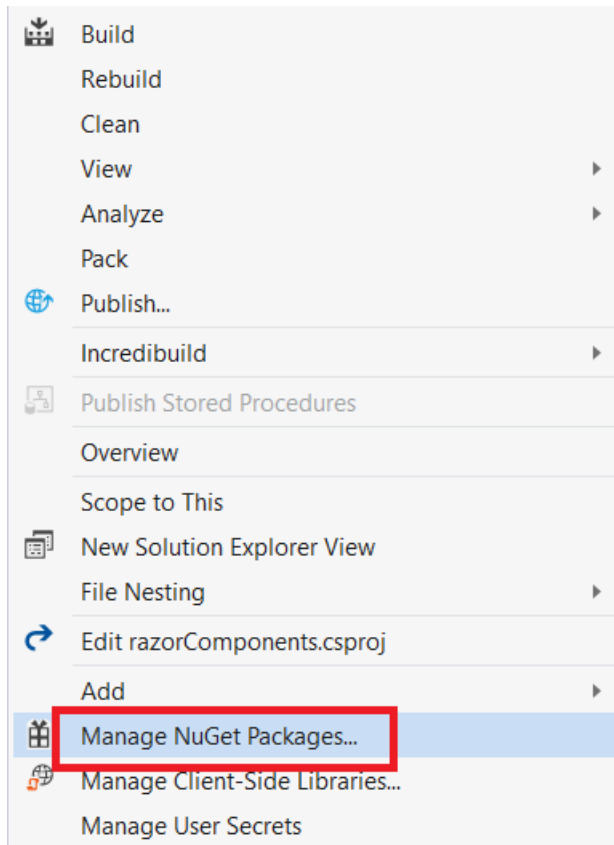 Build
Rebuild
Clean
View
Analyze
Pack
Publish...
Incredibuild
Publish Stored Procedures
Overview
Scope to This
New Solution Explorer View
File Nesting
Edit razorComponents.csproj
Add
Manage NuGet Packages...
Manage Client-Side Libraries...
Manage User Secrets